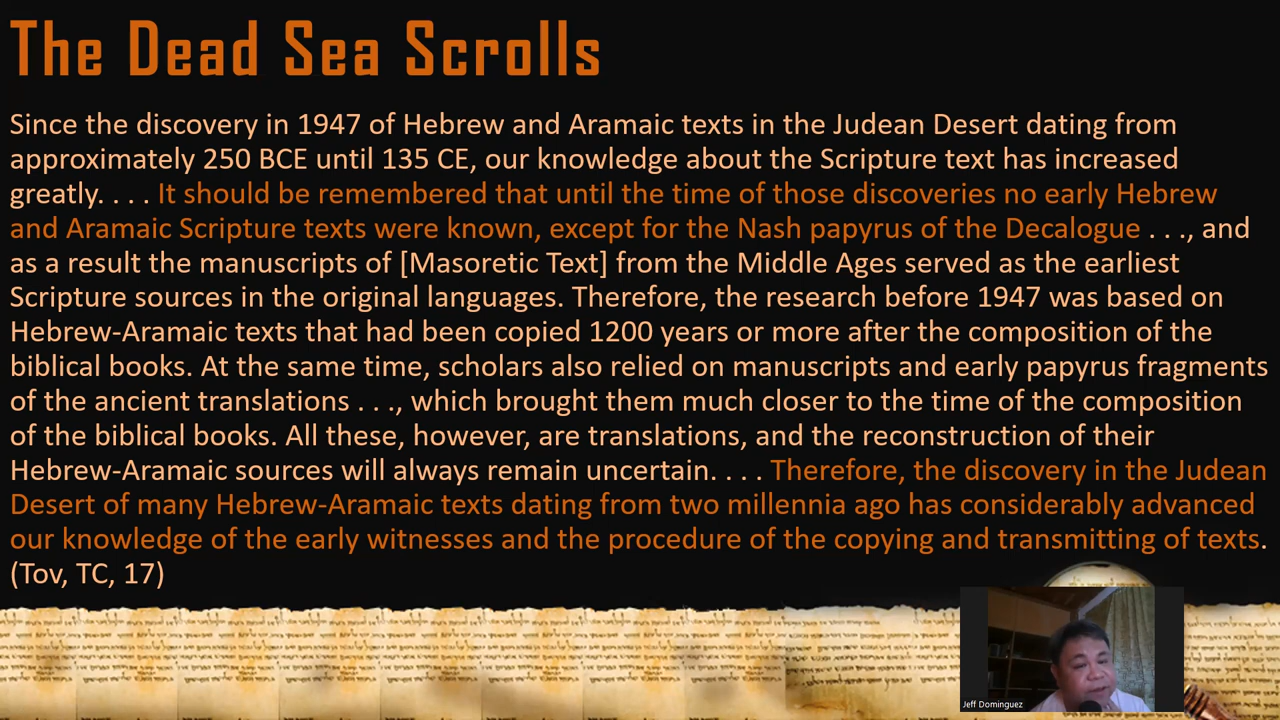 The Dead Sea Scrolls
Since the discovery in 1947 of Hebrew and Aramaic texts in the Judean Desert dating from
approximately 250 BCE until 135 CE, our knowledge about the Scripture text has increased
greatly. . . . It should be remembered that until the time of those discoveries no early Hebrew
and Aramaic Scripture texts were known, except for the Nash papyrus of the Decalogue . . ., and
as a result the manuscripts of [Masoretic Text] from the Middle Ages served as the earliest
Scripture sources in the original languages. Therefore, the research before 1947 was based on
Hebrew-Aramaic texts that had been copied 1200 years or more after the composition of the
biblical books. At the same time, scholars also relied on manuscripts and early papyrus fragments
of the ancient translations . . ., which brought them much closer to the time of the composition
of the biblical books. All these, however, are translations, and the reconstruction of their
Hebrew-Aramaic sources will always remain uncertain. . . . Therefore, the discovery in the Judean
Desert of many Hebrew-Aramaic texts dating from two millennia ago has considerably advanced
our knowledge of the early witnesses and the procedure of the copying and transmitting of texts.
(Tov, TC, 17)
Jeff Dominguez